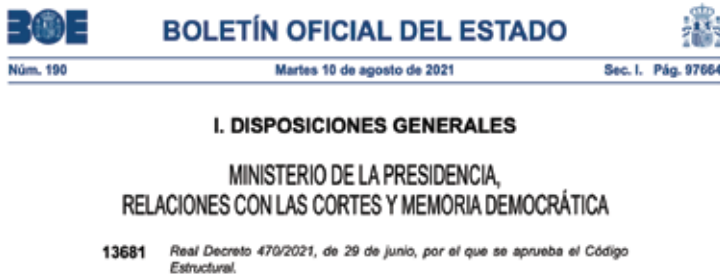 BOE BOLETÍN OFICIAL DEL ESTADO
Núm. 190 Martes 10 de agosto de 2021 Sec. I. Pág. 97664
I. DISPOSICIONES GENERALES
MINISTERIO DE LA PRESIDENCIA,
RELACIONES CON LAS CORTES Y MEMORIA DEMOCRÁTICA
13681 Real Decreto 470/2021, de 29 de junio, por el que se aprueba el Código
Estructural.